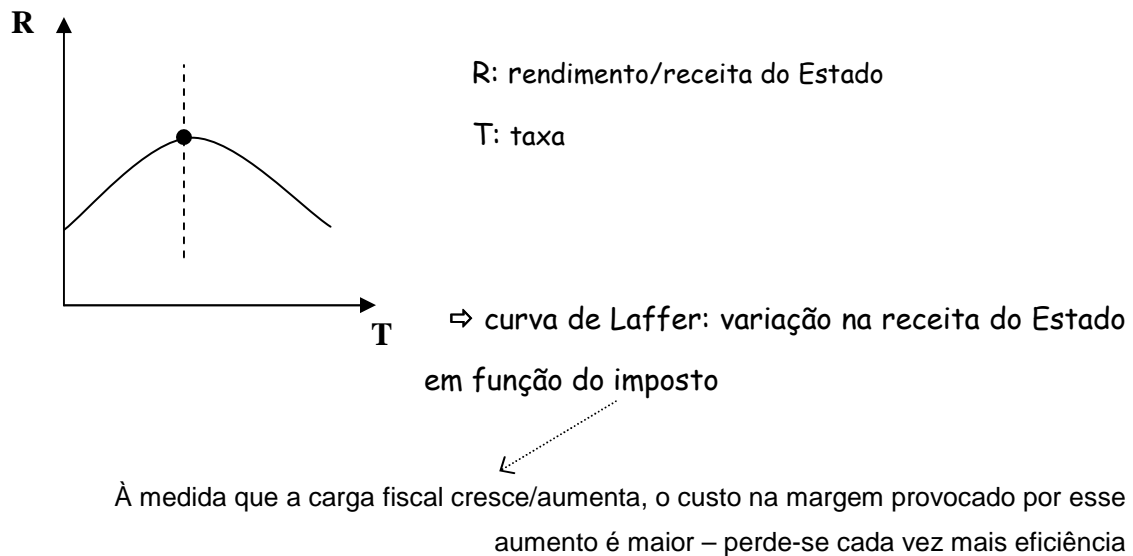 R
R: rendimento/receita do Estado
T: taxa
T
⇨ curva de Laffer: variação na receita do Estado
em função do imposto
À medida que a carga fiscal cresce/aumenta, o custo na margem provocado por esse
aumento é maior – perde-se cada vez mais eficiência